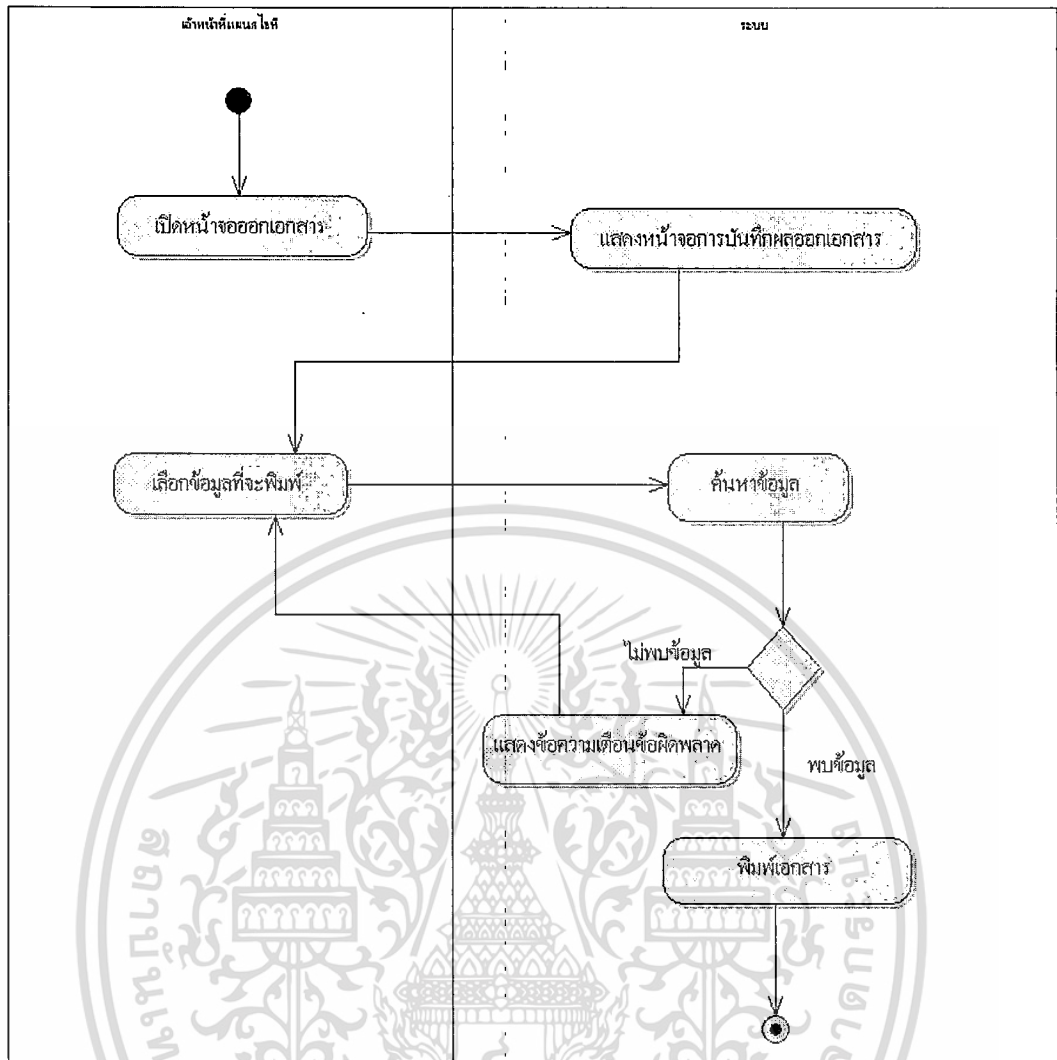 เจ้าหน้าที่แผนกไอที
ระบบ
เปิดหน้าจอออกเอกสาร
แสดงหน้าจอการบันทึกผลออกเอกสาร
เลือกข้อมูลที่จะพิมพ์
ค้นหาข้อมูล
ไม่พบข้อมูล
แสดงข้อความเตือนข้อผิดพลาด
พบข้อมูล
พิมพ์เอกสาร